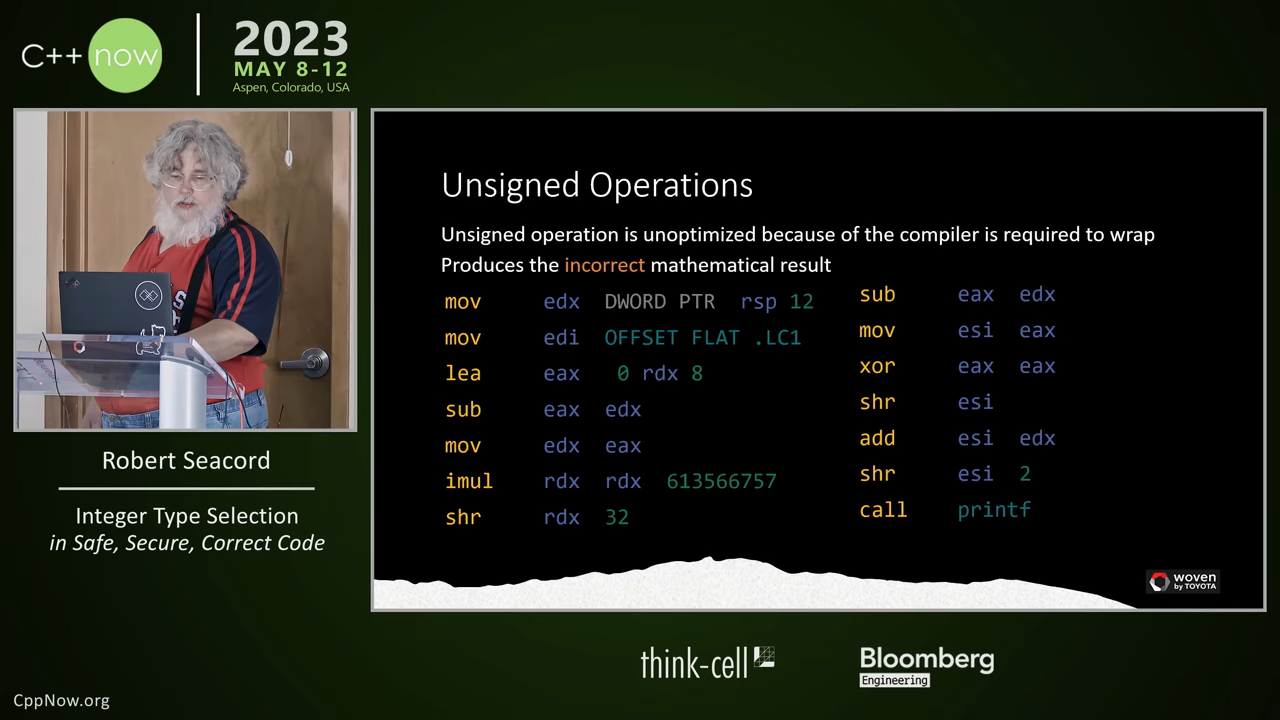 C++ now
2023
MAY 8-12
Aspen, Colorado, USA
Robert Seacord
Integer Type Selection
in Safe, Secure, Correct Code
Unsigned Operations
Unsigned operation is unoptimized because of the compiler is required to wrap
Produces the incorrect mathematical result
mov edx DWORD PTR rsp 12
mov edi OFFSET FLAT .LC1
lea eax 0 rdx 8
sub eax edx
mov edx eax
imul rdx rdx 613566757
shr rdx 32
sub eax edx
mov esi eax
xor eax eax
shr esi
add esi edx
shr esi 2
call printf
woven
by TOYOTA
think-cell
Bloomberg
Engineering
CppNow.org